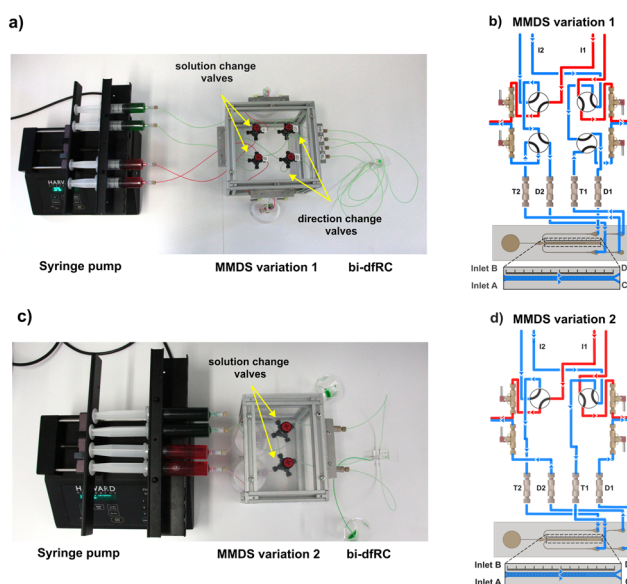 a)
solution change
valves
HARV
direction change
valves
Syringe pump
MMDS variation 1
bi-dfRC
b)
MMDS variation 1
I2
I1
T2
D2
T1
D1
Inlet B
D
Inlet A
C
c)
solution change
valves
HARVARD
Syringe pump
MMDS variation 2
bi-dfRC
d)
MMDS variation 2
I2
I1
T2
D2
T1
D1
Inlet B
D
Inlet A